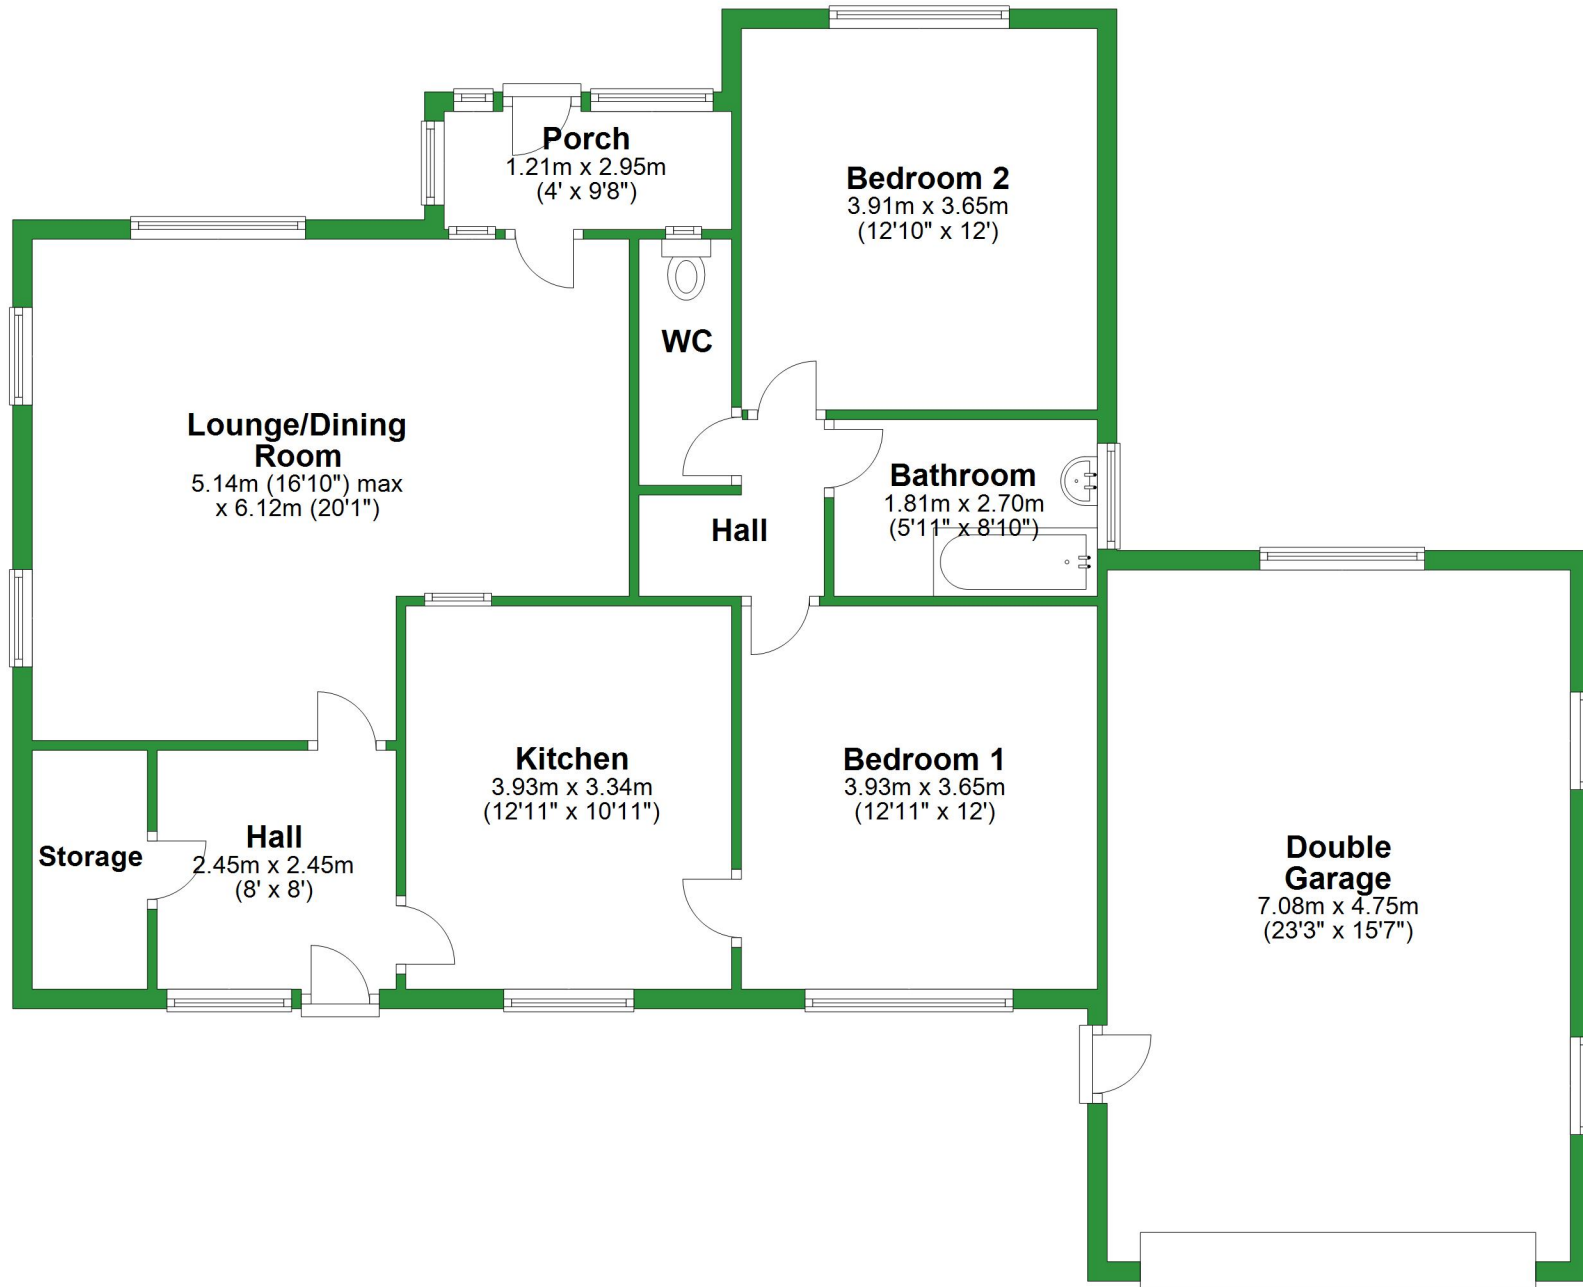 Porch
1.21m x 2.95m
(4' x 9'8")
Bedroom 2
3.91m x 3.65m
(12'10" x 12')
WC
Lounge/Dining
Room
5.14m (16'10") max
x 6.12m (20'1")
Bathroom
1.81m x 2.70m
(5'11" x 8'10")
Hall
Kitchen
3.93m x 3.34m
(12'11" x 10'11")
Bedroom 1
3.93m x 3.65m
(12'11" x 12')
Storage
Hall
2.45m x 2.45m
(8' x 8')
Double
Garage
7.08m x 4.75m
(23'3" x 15'7")